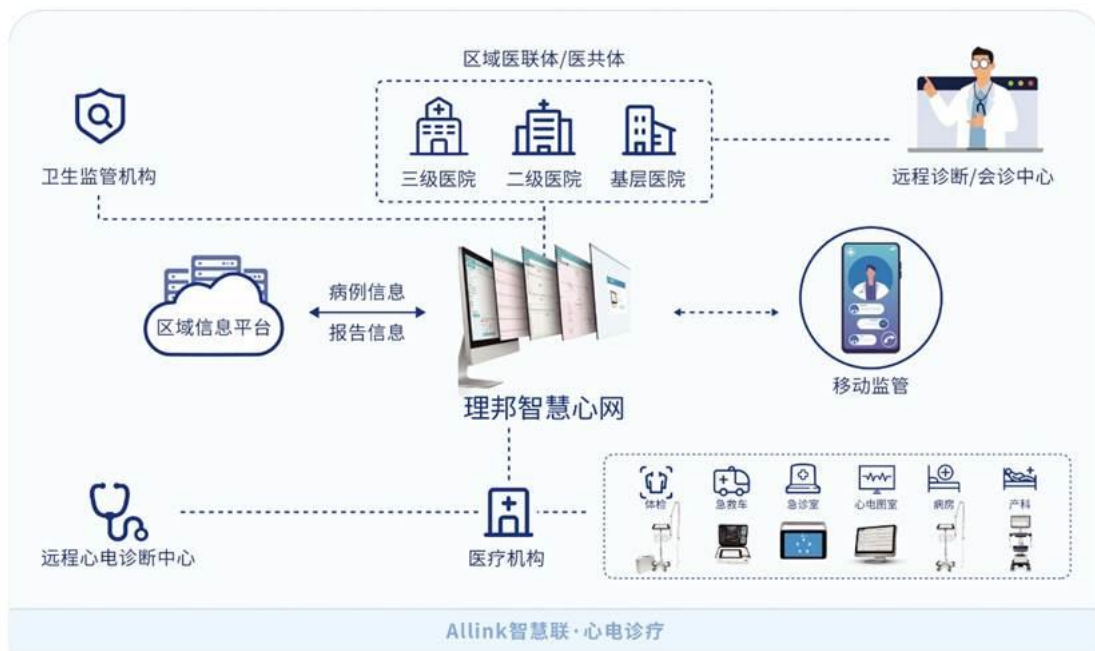 区域医联体/医共体
三级医院
二级医院
基层医院
卫生监管机构
远程诊断/会诊中心
区域信息平台
病例信息
报告信息
理邦智慧心网
移动监管
体检
急救车
急诊室
心电图室
病房
产科
远程心电诊断中心
医疗机构
Allink智慧联·心电诊疗